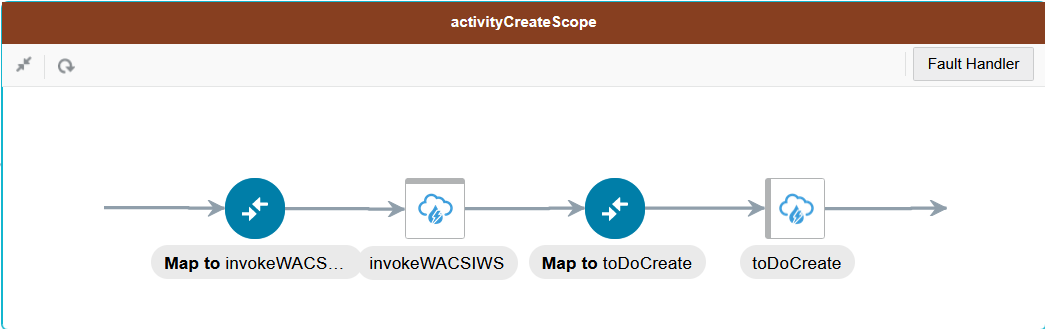 activityCreateScope
Fault Handler
Map to invokeWACS...
invokeWACSIWS
Map to toDoCreate
toDoCreate